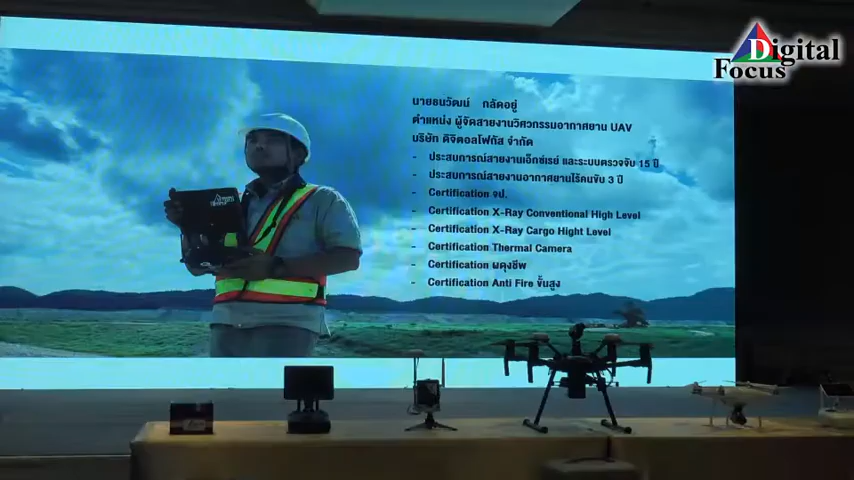 Digital
Focus
นายธนวัฒน์ กลัดอยู่
ตำแหน่ง ผู้จัดสายงานวิศวกรรมอากาศยาน UAV
บริษัท ดิจิตอลโฟกัส จำกัด
- ประสบการณ์สายงานเอ็กซ์เรย์ และระบบตรวจจับ 15 ปี
- ประสบการณ์สายงานอากาศยานไร้คนขับ 3 ปี
- Certification จป.
- Certification X-Ray Conventional High Level
- Certification X-Ray Cargo Hight Level
- Certification Thermal Camera
- Certification ผดุงชีพ
- Certification Anti Fire ขั้นสูง